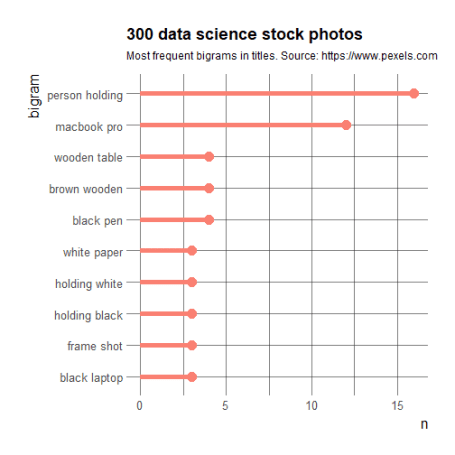 300 data science stock photos
Most frequent bigrams in titles. Source: https://www.pexels.com
bigram
person holding
macbook pro
wooden table
brown wooden
black pen
white paper
holding white
holding black
frame shot
black laptop
0 5 10 15
n